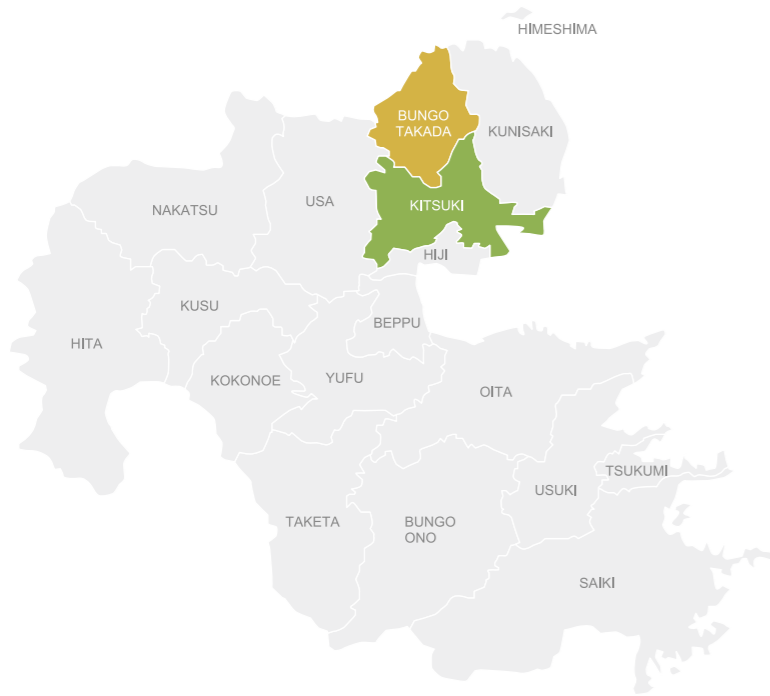 HIMESHIMA
BUNGO
TAKADA
KUNISAKI
USA
KITSUKI
NAKATSU
HIJI
KUSU
BEPPU
HITA
KOKONOE
YUFU
OITA
TSUKUMI
USUKI
TAKETA
BUNGO
ONO
SAIKI